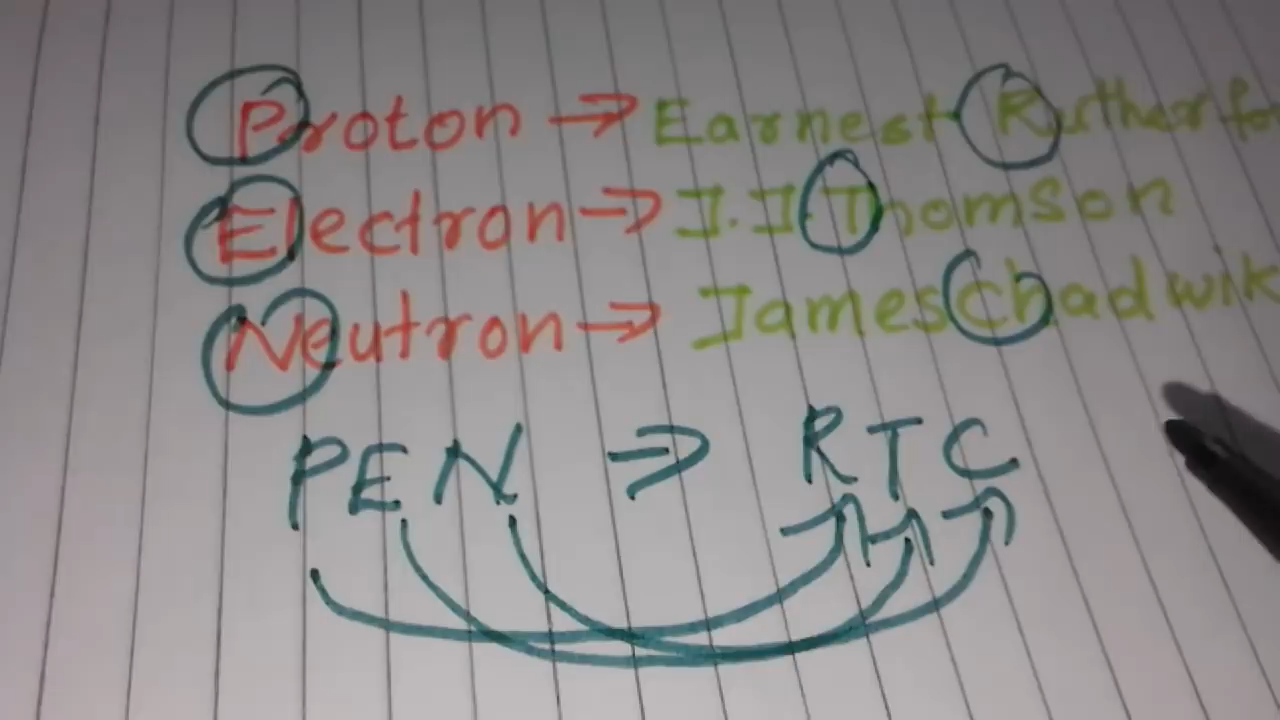 Proton → Earnest Rutherfo
Electron → J.J.Thomson
Neutron → James Chadwik
PEN ⇒ RTC